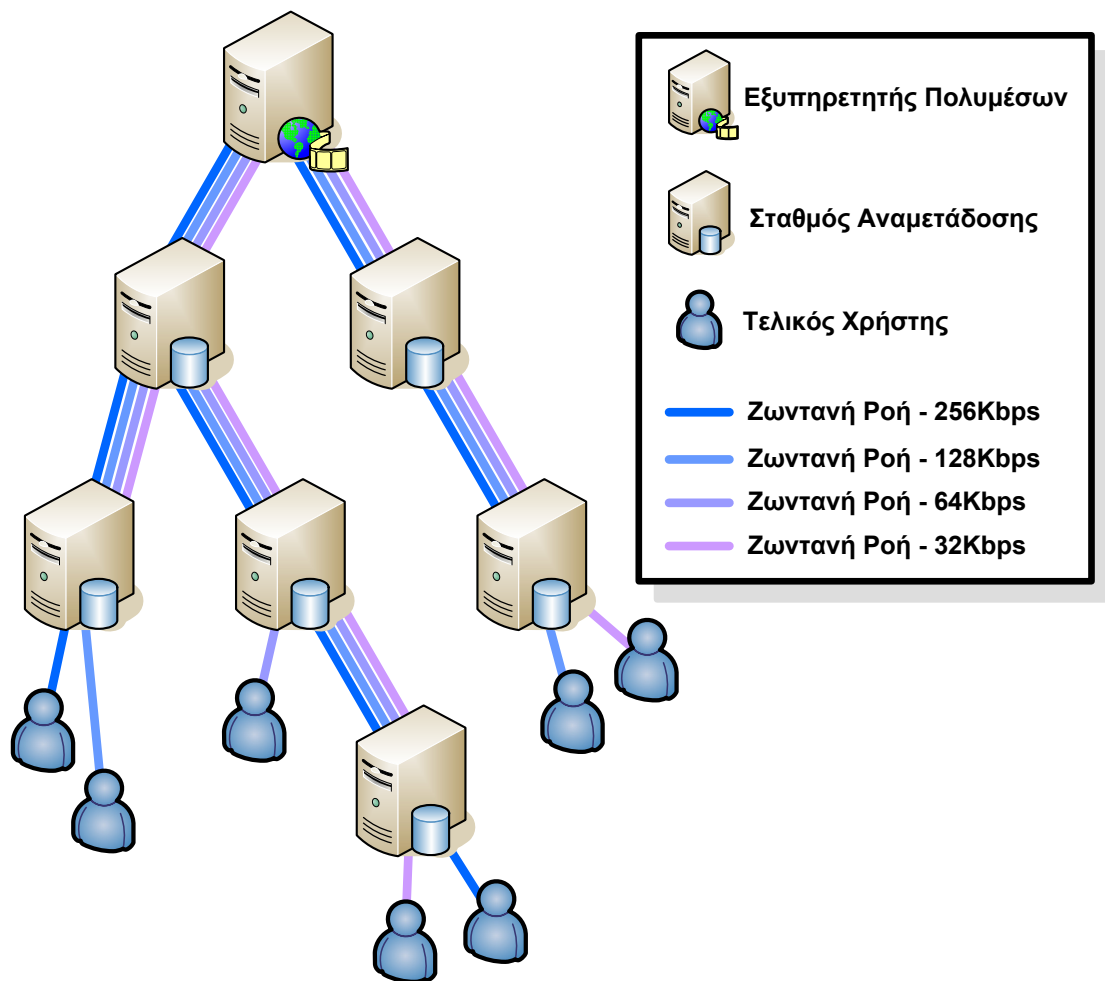 Εξυπηρετητής Πολυμέσων
Σταθμός Αναμετάδοσης
Τελικός Χρήστης
Ζωντανή Ροή - 256Kbps
Ζωντανή Ροή - 128Kbps
Ζωντανή Ροή - 64Kbps
Ζωντανή Ροή - 32Kbps